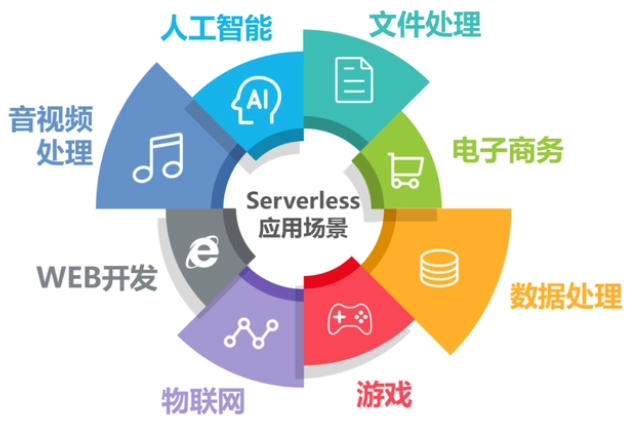 人工智能
文件处理
音视频
处理
AI
电子商务
Serverless
应用场景
WEB开发
数据处理
物联网
游戏